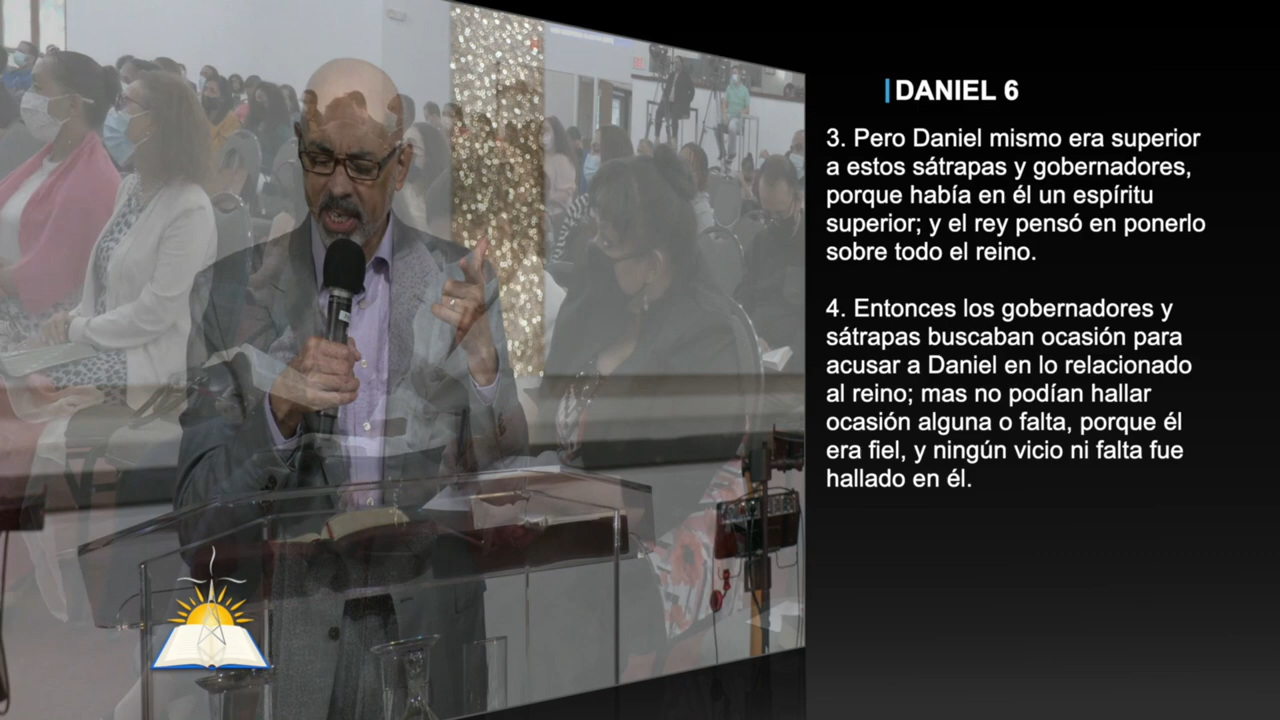 DANIEL 6
3. Pero Daniel mismo era superior
a estos sátrapas y gobernadores,
porque había en él un espíritu
superior; y el rey pensó en ponerlo
sobre todo el reino.
4. Entonces los gobernadores y
sátrapas buscaban ocasión para
acusar a Daniel en lo relacionado
al reino; mas no podían hallar
ocasión alguna o falta, porque él
era fiel, y ningún vicio ni falta fue
hallado en él.